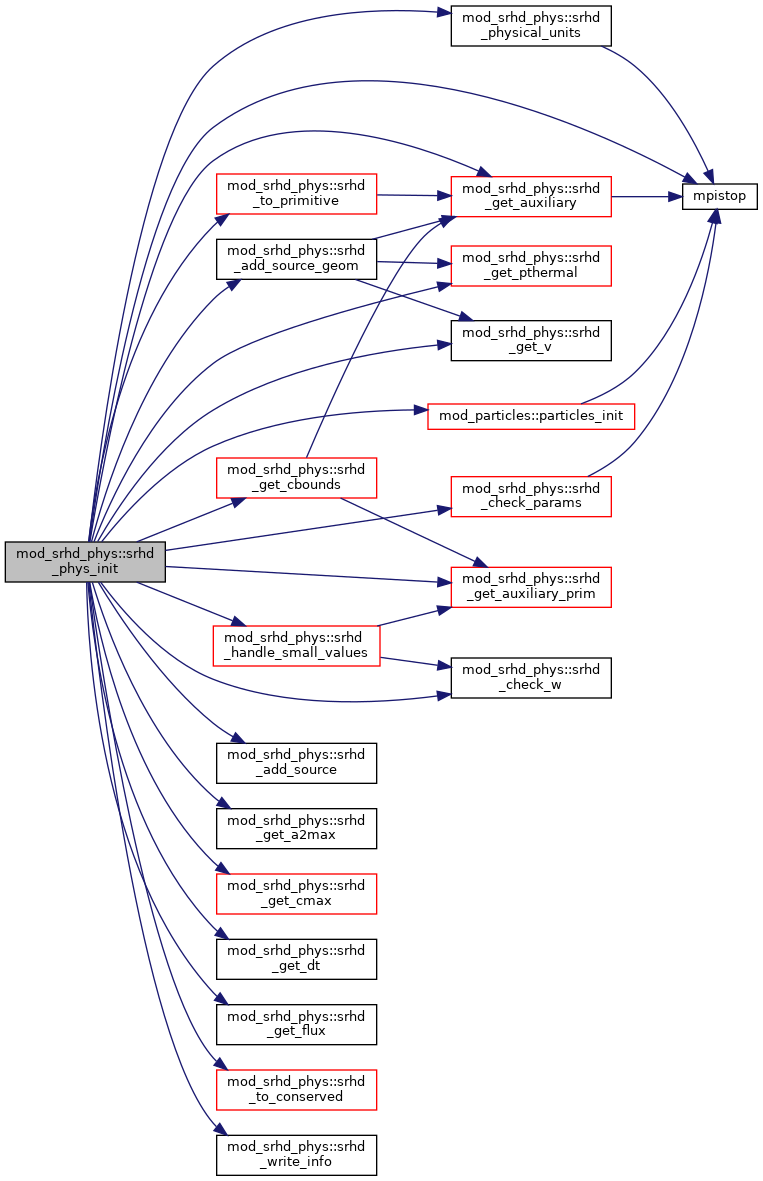 mod_srhd_phys::srhd
_physical_units
mod_srhd_phys::srhd
_to_primitive
mod_srhd_phys::srhd
_get_auxiliary
mpistop
mod_srhd_phys::srhd
_add_source_geom
mod_srhd_phys::srhd
_get_pthermal
mod_srhd_phys::srhd
_get_v
mod_particles::particles_init
mod_srhd_phys::srhd
_get_cbounds
mod_srhd_phys::srhd
_check_params
mod_srhd_phys::srhd
_phys_init
mod_srhd_phys::srhd
_get_auxiliary_prim
mod_srhd_phys::srhd
_handle_small_values
mod_srhd_phys::srhd
_check_w
mod_srhd_phys::srhd
_add_source
mod_srhd_phys::srhd
_get_a2max
mod_srhd_phys::srhd
_get_cmax
mod_srhd_phys::srhd
_get_dt
mod_srhd_phys::srhd
_get_flux
mod_srhd_phys::srhd
_to_conserved
mod_srhd_phys::srhd
_write_info